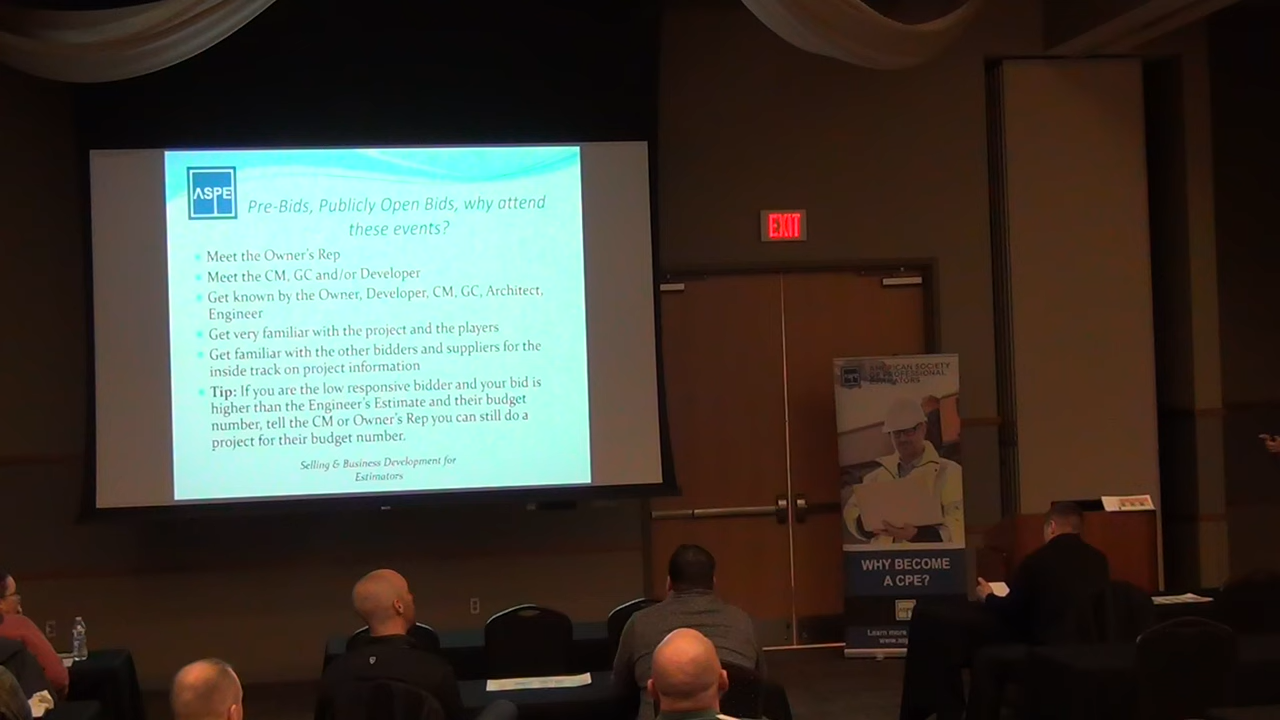 ASPE
Pre-Bids, Publicly Open Bids, why attend
these events?
Meet the Owner's Rep
Meet the CM, GC and/or Developer
Get known by the Owner, Developer, CM, GC, Architect,
Engineer
Get very familiar with the project and the players
Get familiar with the other bidders and suppliers for the
inside track on project information
Tip: If you are the low responsive bidder and your bid is
higher than the Engineer's Estimate and their budget
number, tell the CM or Owner's Rep you can still do a
project for their budget number.
Selling & Business Development for
Estimators
EXIT
AMERICAN SOCIETY
OF PROFESSIONAL
ESTIMATORS
WHY BECOME
A CPE?
Learn more